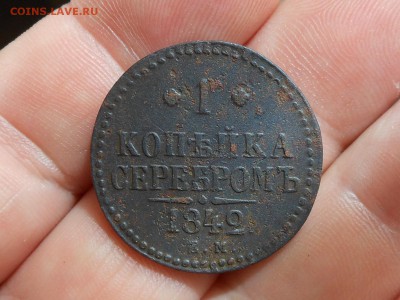 COINS.LAVE.RU
1
КОПѢЙКА
СЕРЕБРОМЪ
1842
Е.М.